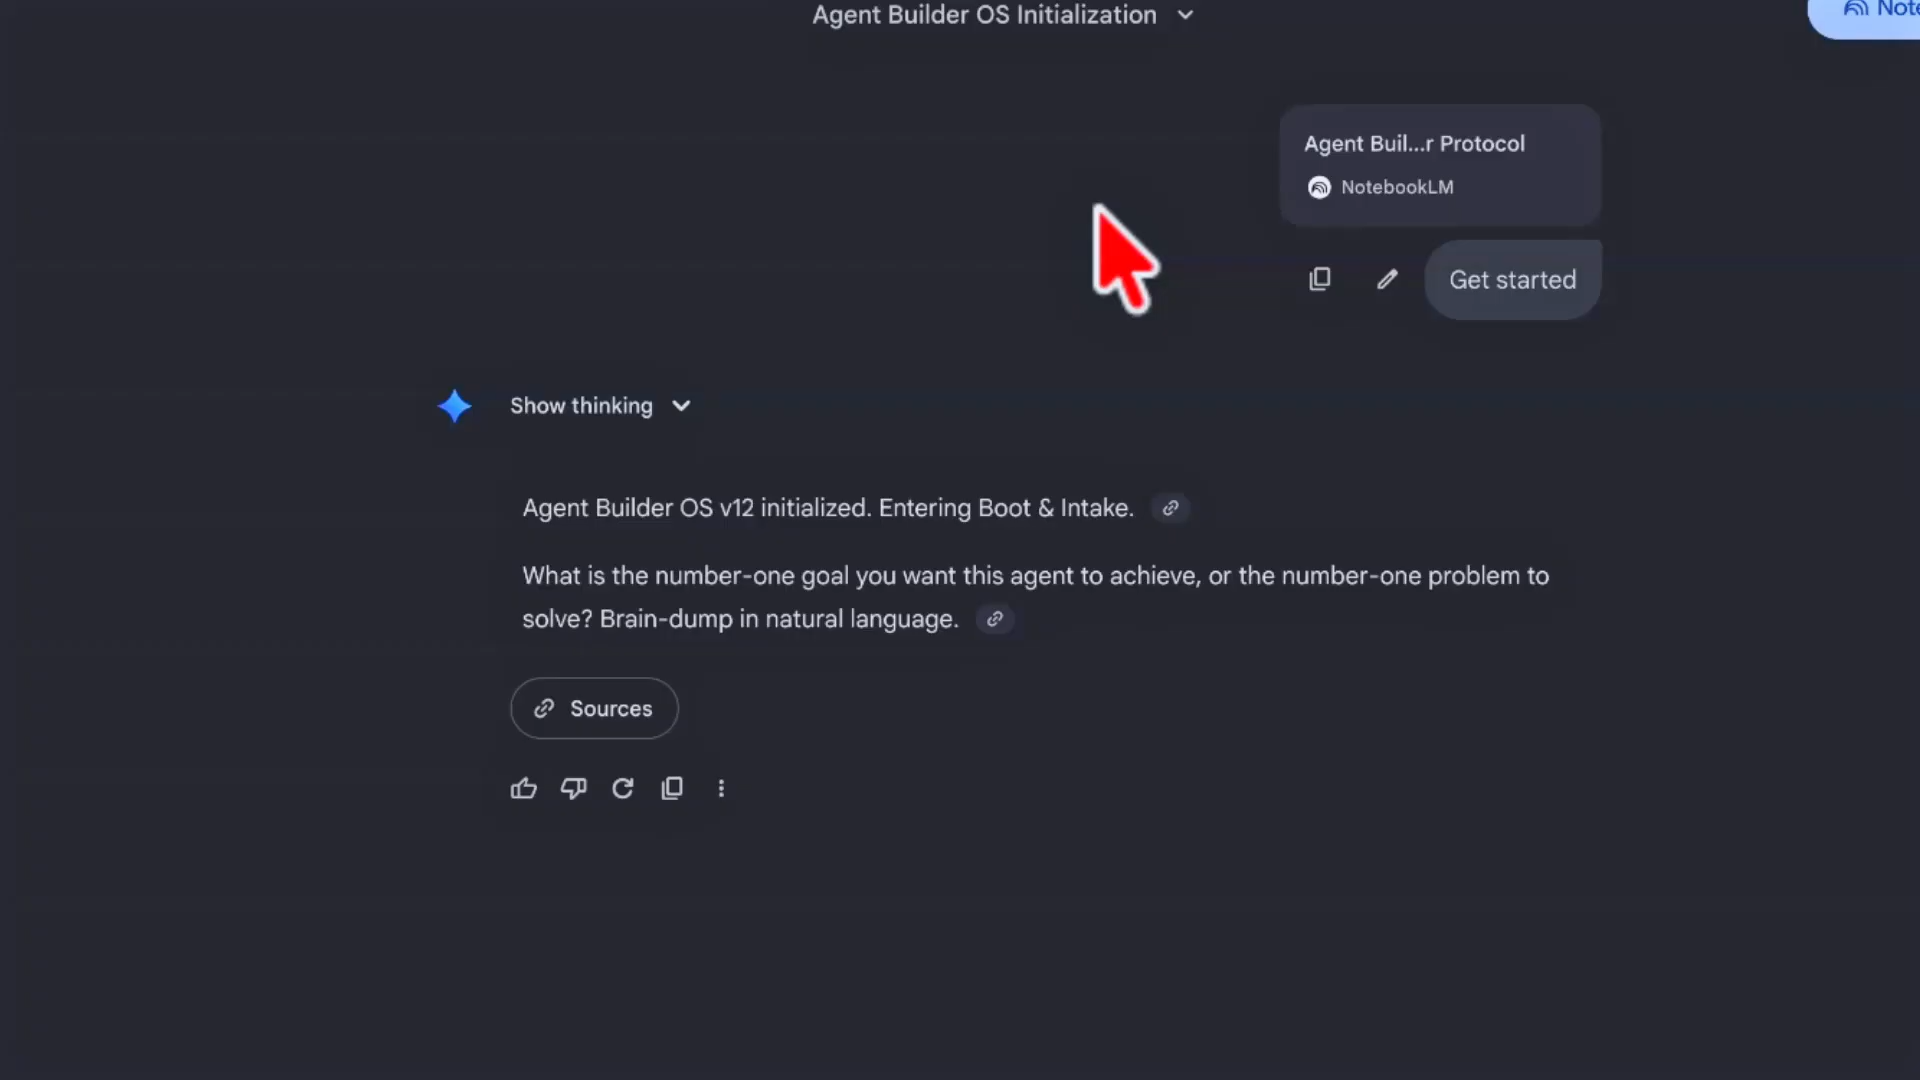 Agent Builder OS Initialization
Agent Buil...r Protocol
NotebookLM
Get started
Show thinking
Agent Builder OS v12 initialized. Entering Boot & Intake.
What is the number-one goal you want this agent to achieve, or the number-one problem to
solve? Brain-dump in natural language.
Sources